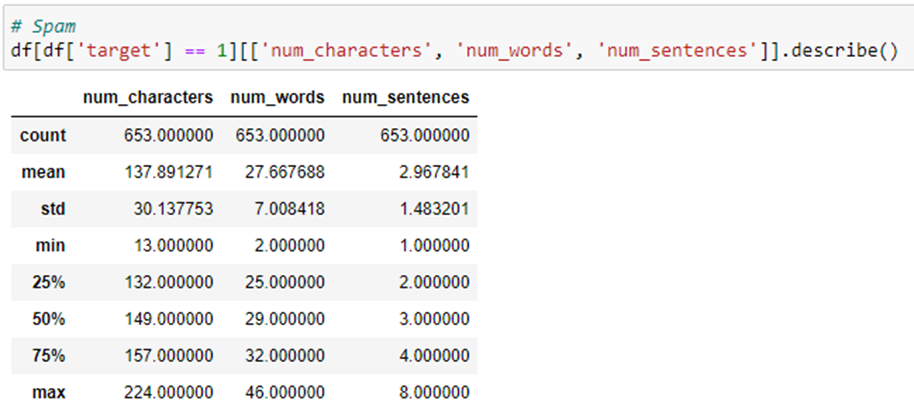 # Spam
df[df['target'] == 1][['num_characters', 'num_words', 'num_sentences']].describe()
num_characters num_words num_sentences
count 653.000000 653.000000 653.000000
mean 137.891271 27.667688 2.967841
std 30.137753 7.008418 1.483201
min 13.000000 2.000000 1.000000
25% 132.000000 25.000000 2.000000
50% 149.000000 29.000000 3.000000
75% 157.000000 32.000000 4.000000
max 224.000000 46.000000 8.000000